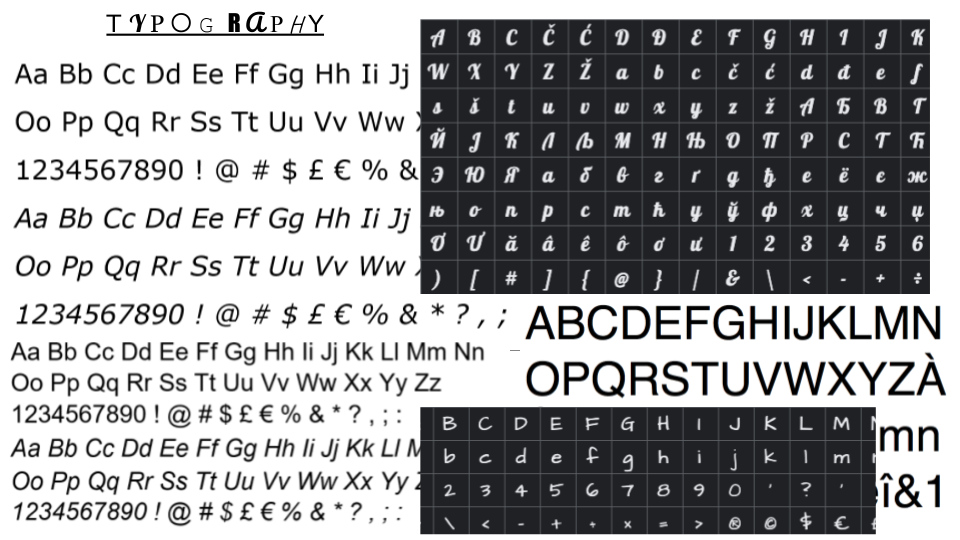 TYPOGRAPHY
Aa Bb Cc Dd Ee Ff Gg Hh Ii Jj
Oo Pp Qq Rr Ss Tt Uu Vv Ww
1234567890 ! @ # $ £ € % &
Aa Bb Cc Dd Ee Ff Gg Hh Ii Jj
Oo Pp Qq Rr Ss Tt Uu Vv Ww
1234567890 ! @ # $ £ € % & * ? , ;
Aa Bb Cc Dd Ee Ff Gg Hh Ii Jj Kk Ll Mm Nn
Oo Pp Qq Rr Ss Tt Uu Vv Ww Xx Yy Zz
1234567890 ! @ # $ £ € % & * ? , ; :
Aa Bb Cc Dd Ee Ff Gg Hh Ii Jj Kk Ll
Oo Pp Qq Rr Ss Tt Uu Vv Ww Xx Yy
1234567890 ! @ # $ £ € % & * ? , ; :
A B C Č Ć D Đ E F G H I J K
W X Y Z Ž a b c č ć d đ e f
s š t u v w x y z ž А Б В Г
Й Ј К Л Љ М Н Њ О П Р С Т Ћ
Э Ю Я а б в г ґ д ђ е ё є ж
њ о п р с т ћ у ў ф х ц ч џ
Ơ Ư ă â ê ô ơ ư 1 2 3 4 5 6
) [ # ] { @ } | & \ < - + ÷
ABCDEFGHIJKLMN
OPQRSTUVWXYZÀ
mn
î&1
B C D E F G H I J K L M
b c d e f g h i j k l m
2 3 4 5 6 7 8 9 0 ‘ ? ’
\ < - + ÷ × = > ® © $ €